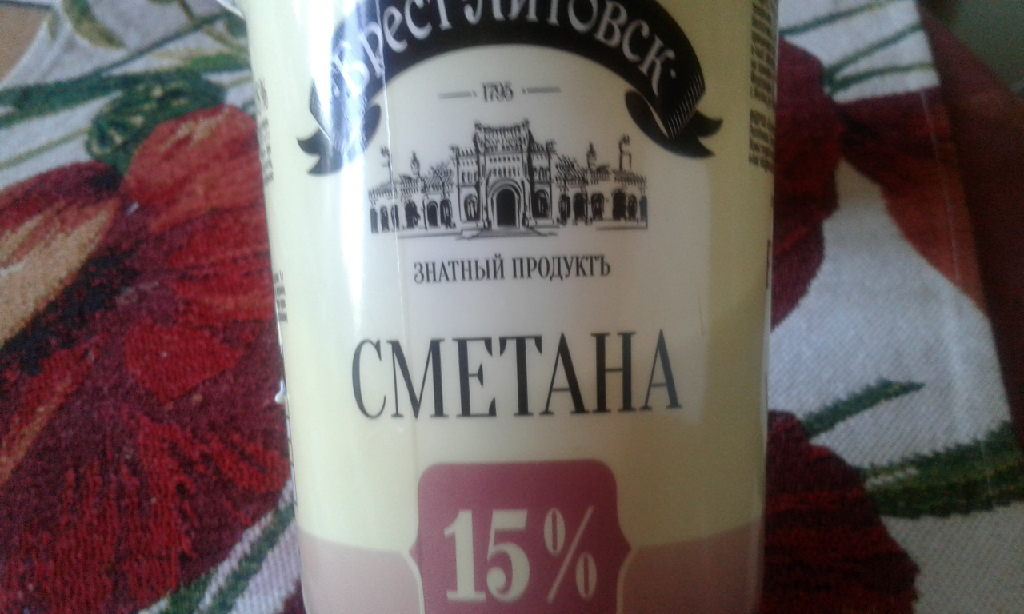 Брест-Литовск
1795
ЗНАТНЫЙ ПРОДУКТЪ
СМЕТАНА
15%